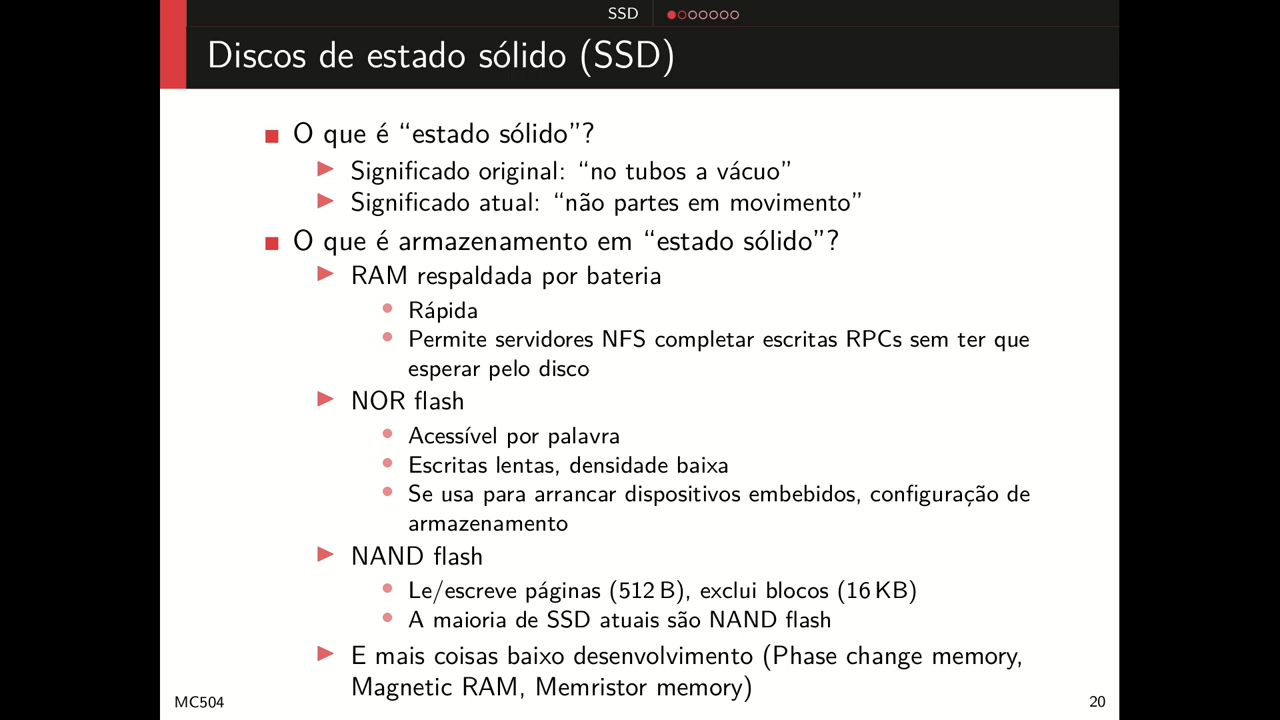 SSD
Discos de estado sólido (SSD)
O que é “estado sólido”?
Significado original: “no tubos a vácuo”
Significado atual: “não partes em movimento”
O que é armazenamento em “estado sólido”?
RAM respaldada por bateria
Rápida
Permite servidores NFS completar escritas RPCs sem ter que
esperar pelo disco
NOR flash
Acessível por palavra
Escritas lentas, densidade baixa
Se usa para arrancar dispositivos embebidos, configuração de
armazenamento
NAND flash
Le/escreve páginas (512 B), exclui blocos (16 KB)
A maioria de SSD atuais são NAND flash
E mais coisas baixo desenvolvimento (Phase change memory,
Magnetic RAM, Memristor memory)
MC504
20